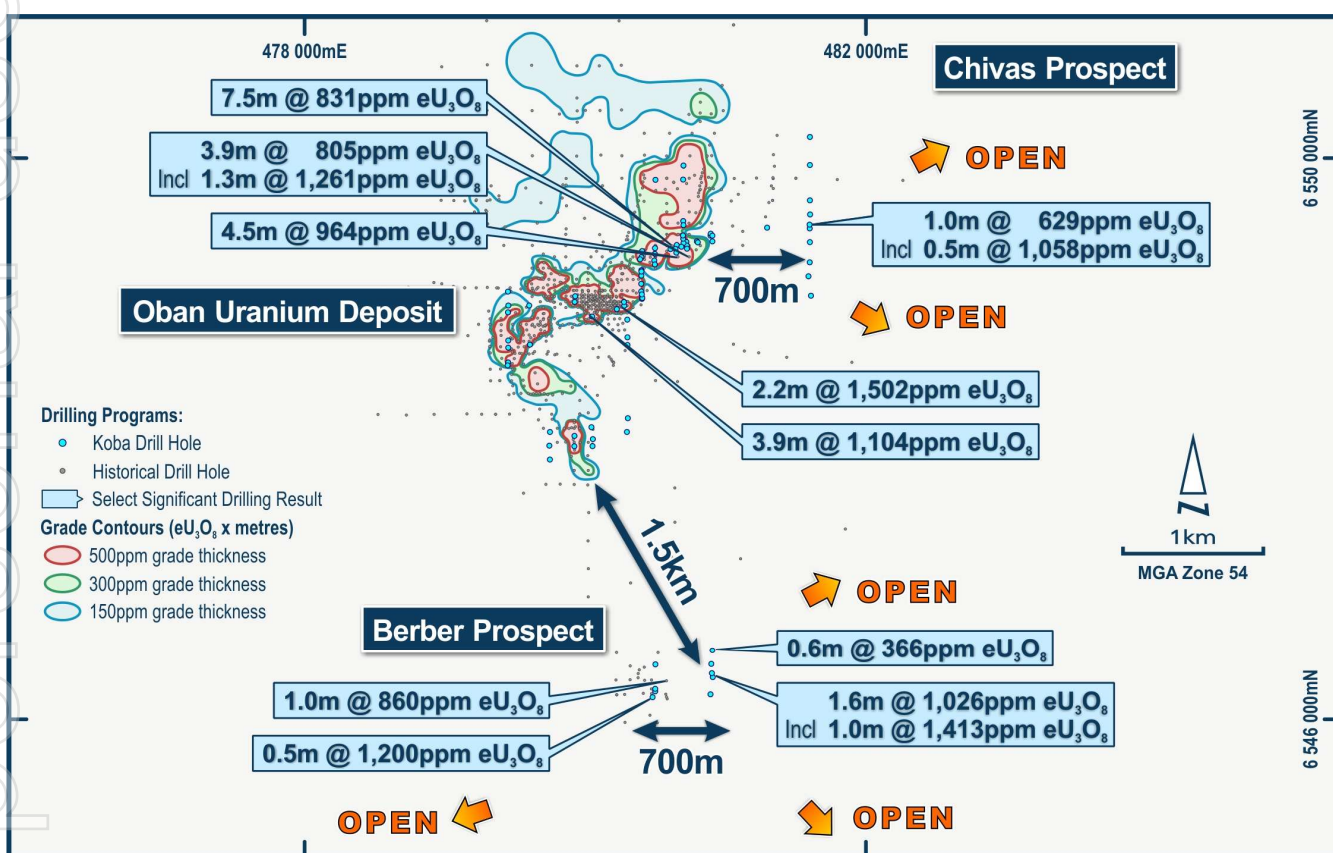 478 000mE
482 000mE
Chivas Prospect
7.5m @ 831ppm eU₃O₈
3.9m @ 805ppm eU₃O₈
Incl 1.3m @ 1,261ppm eU₃O₈
4.5m @ 964ppm eU₃O₈
OPEN
6 550 000mN
1.0m @ 629ppm eU₃O₈
Incl 0.5m @ 1,058ppm eU₃O₈
700m
Oban Uranium Deposit
OPEN
2.2m @ 1,502ppm eU₃O₈
3.9m @ 1,104ppm eU₃O₈
Drilling Programs:
Koba Drill Hole
Historical Drill Hole
Select Significant Drilling Result
Grade Contours (eU₃O₈ x metres)
500ppm grade thickness
300ppm grade thickness
150ppm grade thickness
N
1km
MGA Zone 54
1.5km
OPEN
Berber Prospect
0.6m @ 366ppm eU₃O₈
1.0m @ 860ppm eU₃O₈
1.6m @ 1,026ppm eU₃O₈
Incl 1.0m @ 1,413ppm eU₃O₈
0.5m @ 1,200ppm eU₃O₈
700m
6 546 000mN
OPEN
OPEN